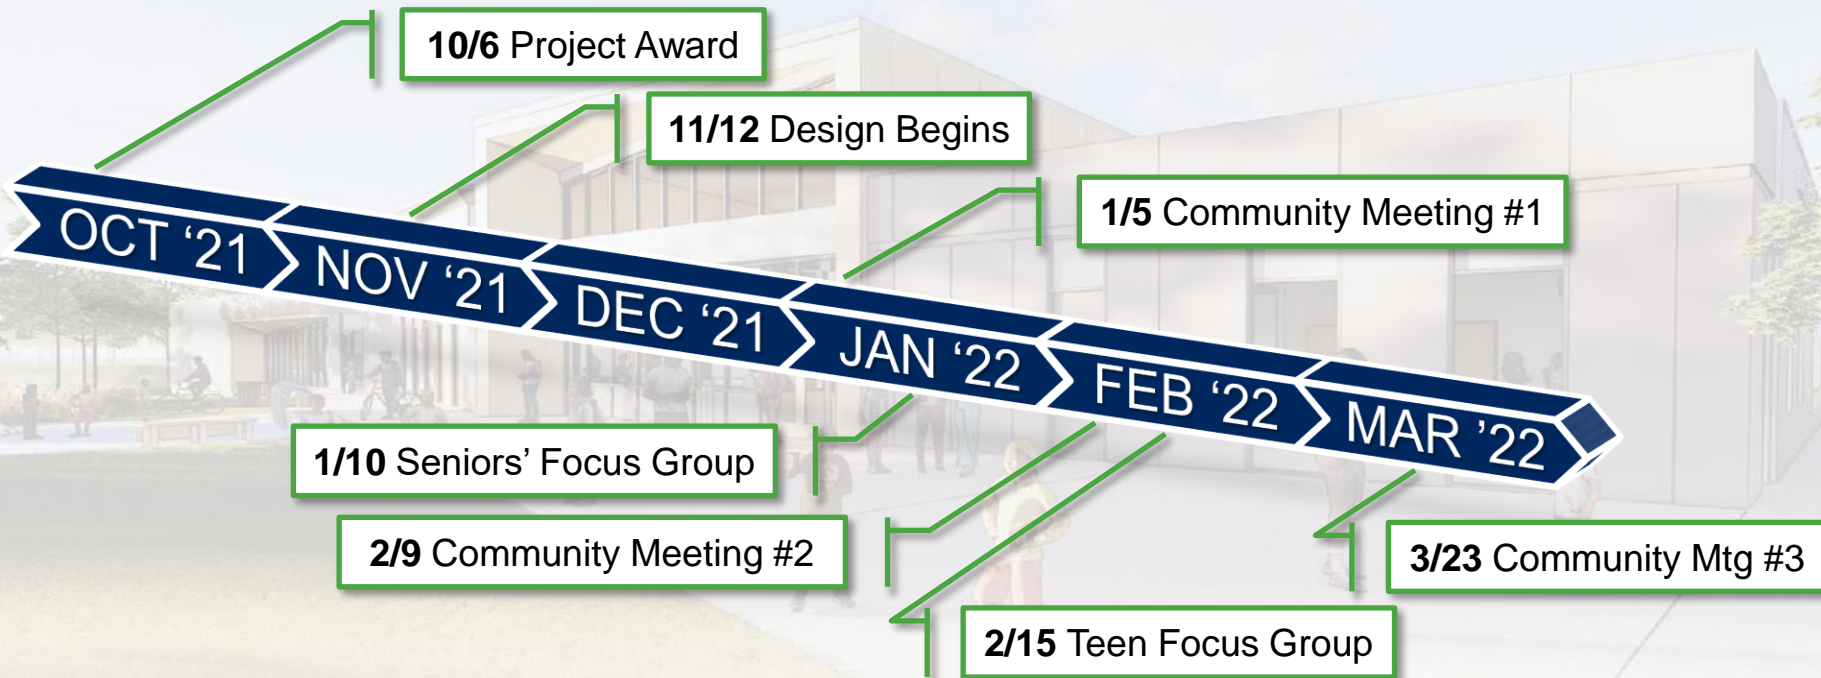 10/6 Project Award
11/12 Design Begins
1/5 Community Meeting #1
OCT ‘21
NOV ‘21
DEC ‘21
JAN ‘22
FEB ‘22
MAR ’22
1/10 Seniors’ Focus Group
2/9 Community Meeting #2
3/23 Community Mtg #3
2/15 Teen Focus Group